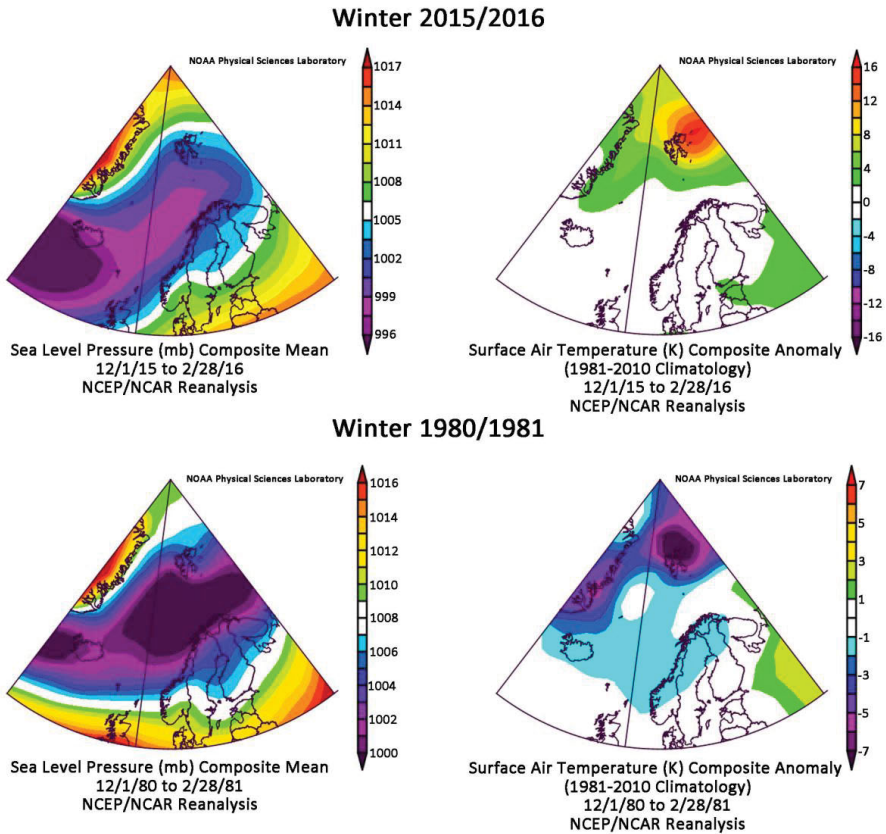 Winter 2015/2016
NOAA Physical Sciences Laboratory
1017
1014
1011
1008
1005
1002
999
996
Sea Level Pressure (mb) Composite Mean
12/1/15 to 2/28/16
NCEP/NCAR Reanalysis
NOAA Physical Sciences Laboratory
16
12
8
4
0
-4
-8
-12
-16
Surface Air Temperature (K) Composite Anomaly
(1981-2010 Climatology)
12/1/15 to 2/28/16
NCEP/NCAR Reanalysis
Winter 1980/1981
NOAA Physical Sciences Laboratory
1016
1014
1012
1010
1008
1006
1004
1002
1000
Sea Level Pressure (mb) Composite Mean
12/1/80 to 2/28/81
NCEP/NCAR Reanalysis
NOAA Physical Sciences Laboratory
7
5
3
1
-1
-3
-5
-7
Surface Air Temperature (K) Composite Anomaly
(1981-2010 Climatology)
12/1/80 to 2/28/81
NCEP/NCAR Reanalysis